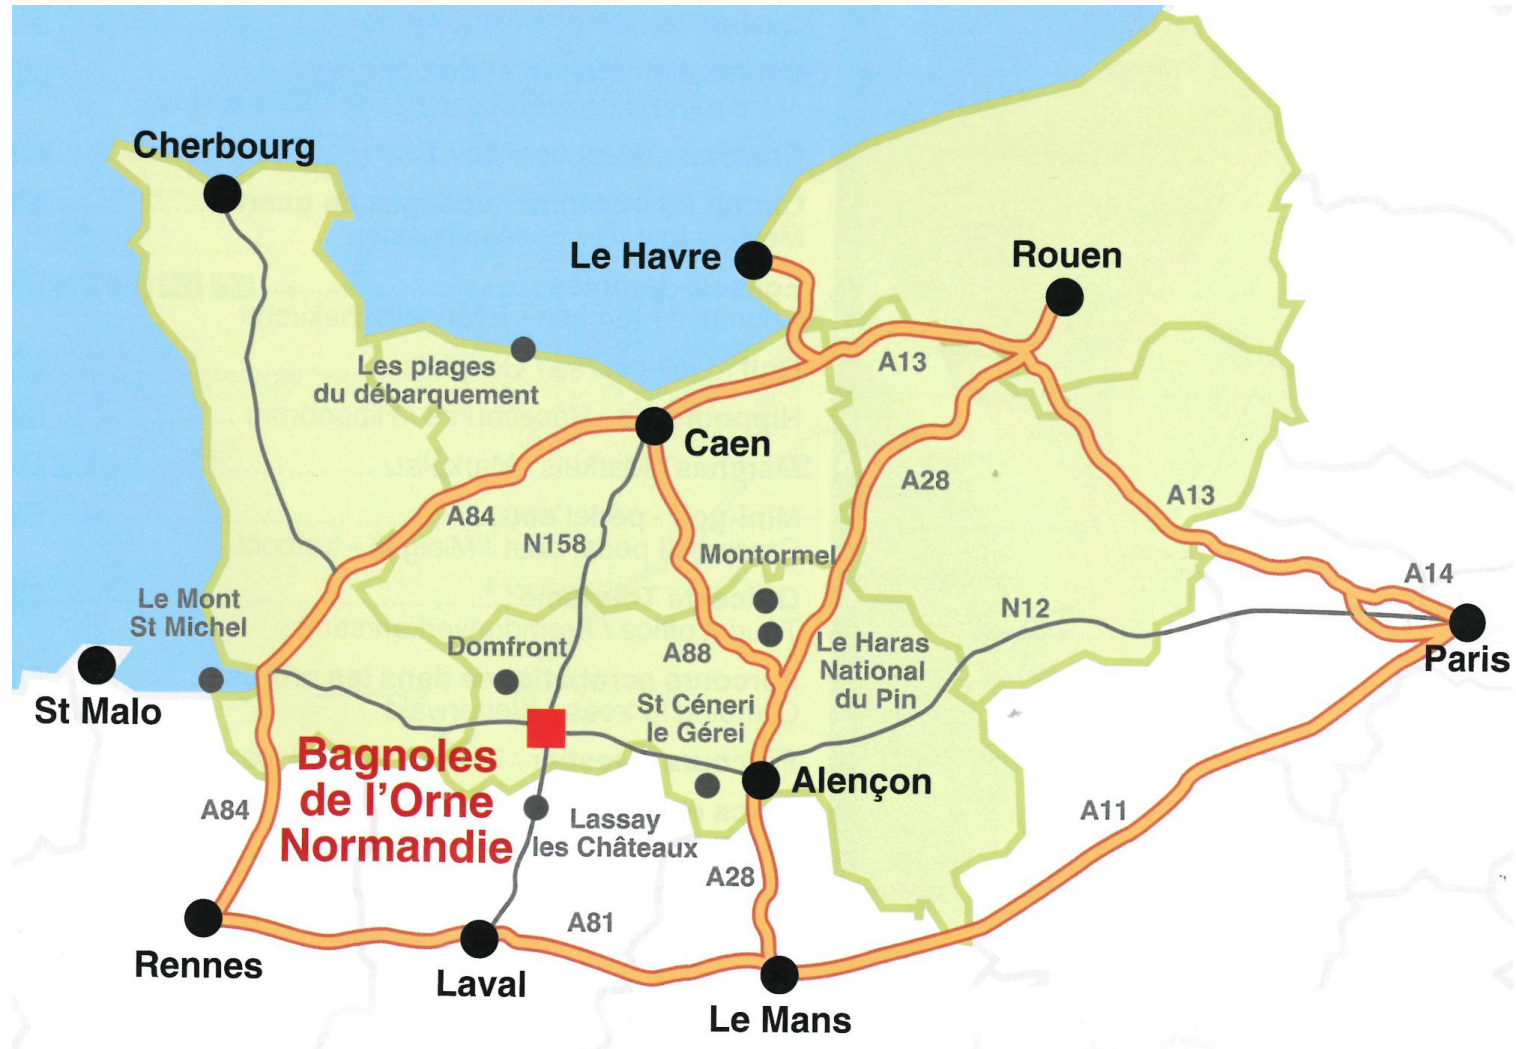 Cherbourg
Le Havre
Rouen
Les plages
du débarquement
A13
Caen
A28
A13
A84
N158
Montormel
A14
Le Mont
St Michel
N12
Domfront
A88
Le Haras
National
du Pin
Paris
St Malo
St Céneri
le Gérei
Bagnoles
de l'Orne
Normandie
Alençon
A84
Lassay
les Châteaux
A11
A28
A81
Rennes
Laval
Le Mans